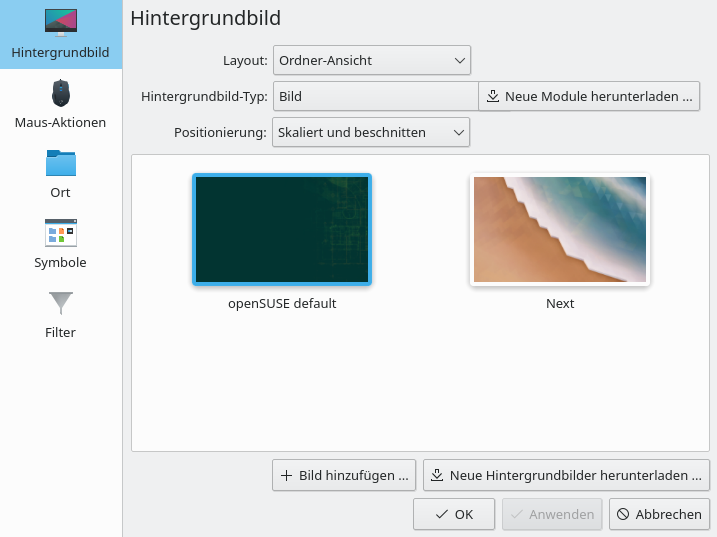 Hintergrundbild
Maus-Aktionen
Ort
Symbole
Filter
Hintergrundbild
Layout: Ordner-Ansicht
Hintergrundbild-Typ: Bild Neue Module herunterladen ...
Positionierung: Skaliert und beschnitten
openSUSE default Next
Bild hinzufügen ... Neue Hintergrundbilder herunterladen ...
OK Anwenden Abbrechen